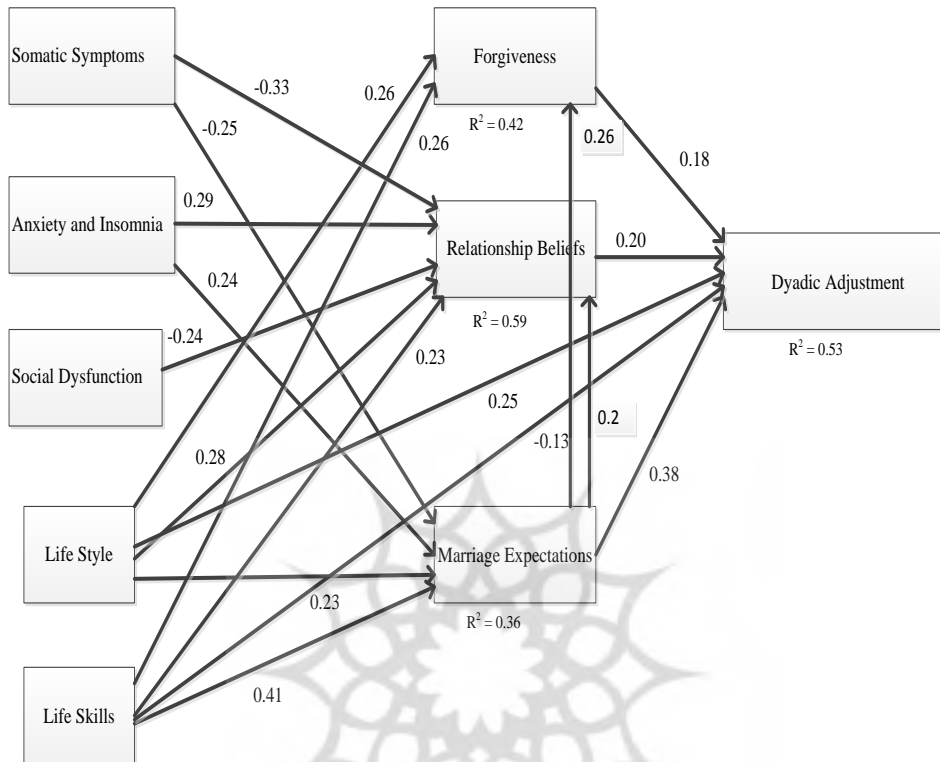 Somatic Symptoms
Forgiveness
-0.33
0.26
-0.25
R² = 0.42
0.26
0.26
0.18
Anxiety and Insomnia
0.29
Relationship Beliefs
0.20
Dyadic Adjustment
0.24
R² = 0.59
-0.24
0.23
R² = 0.53
Social Dysfunction
0.25
0.2
0.28
-0.13
0.38
Life Style
Marriage Expectations
0.23
R² = 0.36
0.41
Life Skills